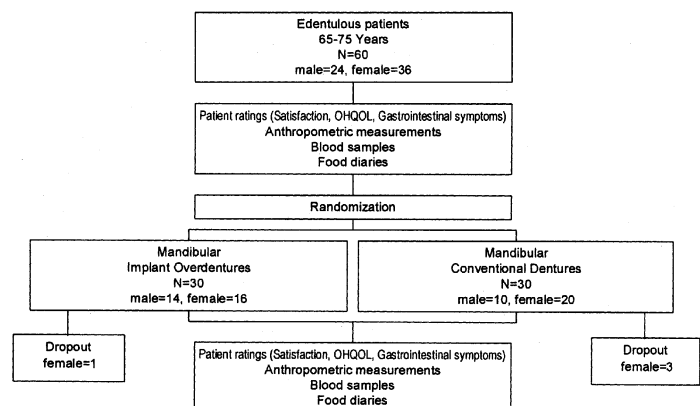 Edentulous patients
65-75 Years
N=60
male=24, female=36
Patient ratings (Satisfaction, OHQOL, Gastrointestinal symptoms)
Anthropometric measurements
Blood samples
Food diaries
Randomization
Mandibular
Implant Overdentures
N=30
male=14, female=16
Mandibular
Conventional Dentures
N=30
male=10, female=20
Dropout
female=1
Patient ratings (Satisfaction, OHQOL, Gastrointestinal symptoms)
Anthropometric measurements
Blood samples
Food diaries
Dropout
female=3